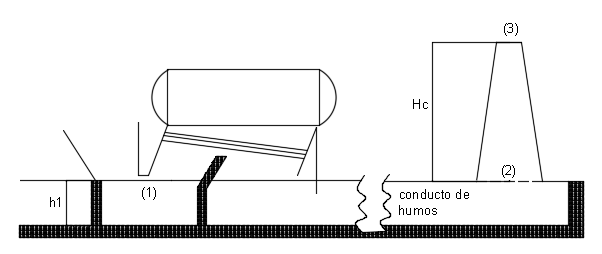 (3)
Hc
(2)
(1)
h1
conducto de
humos